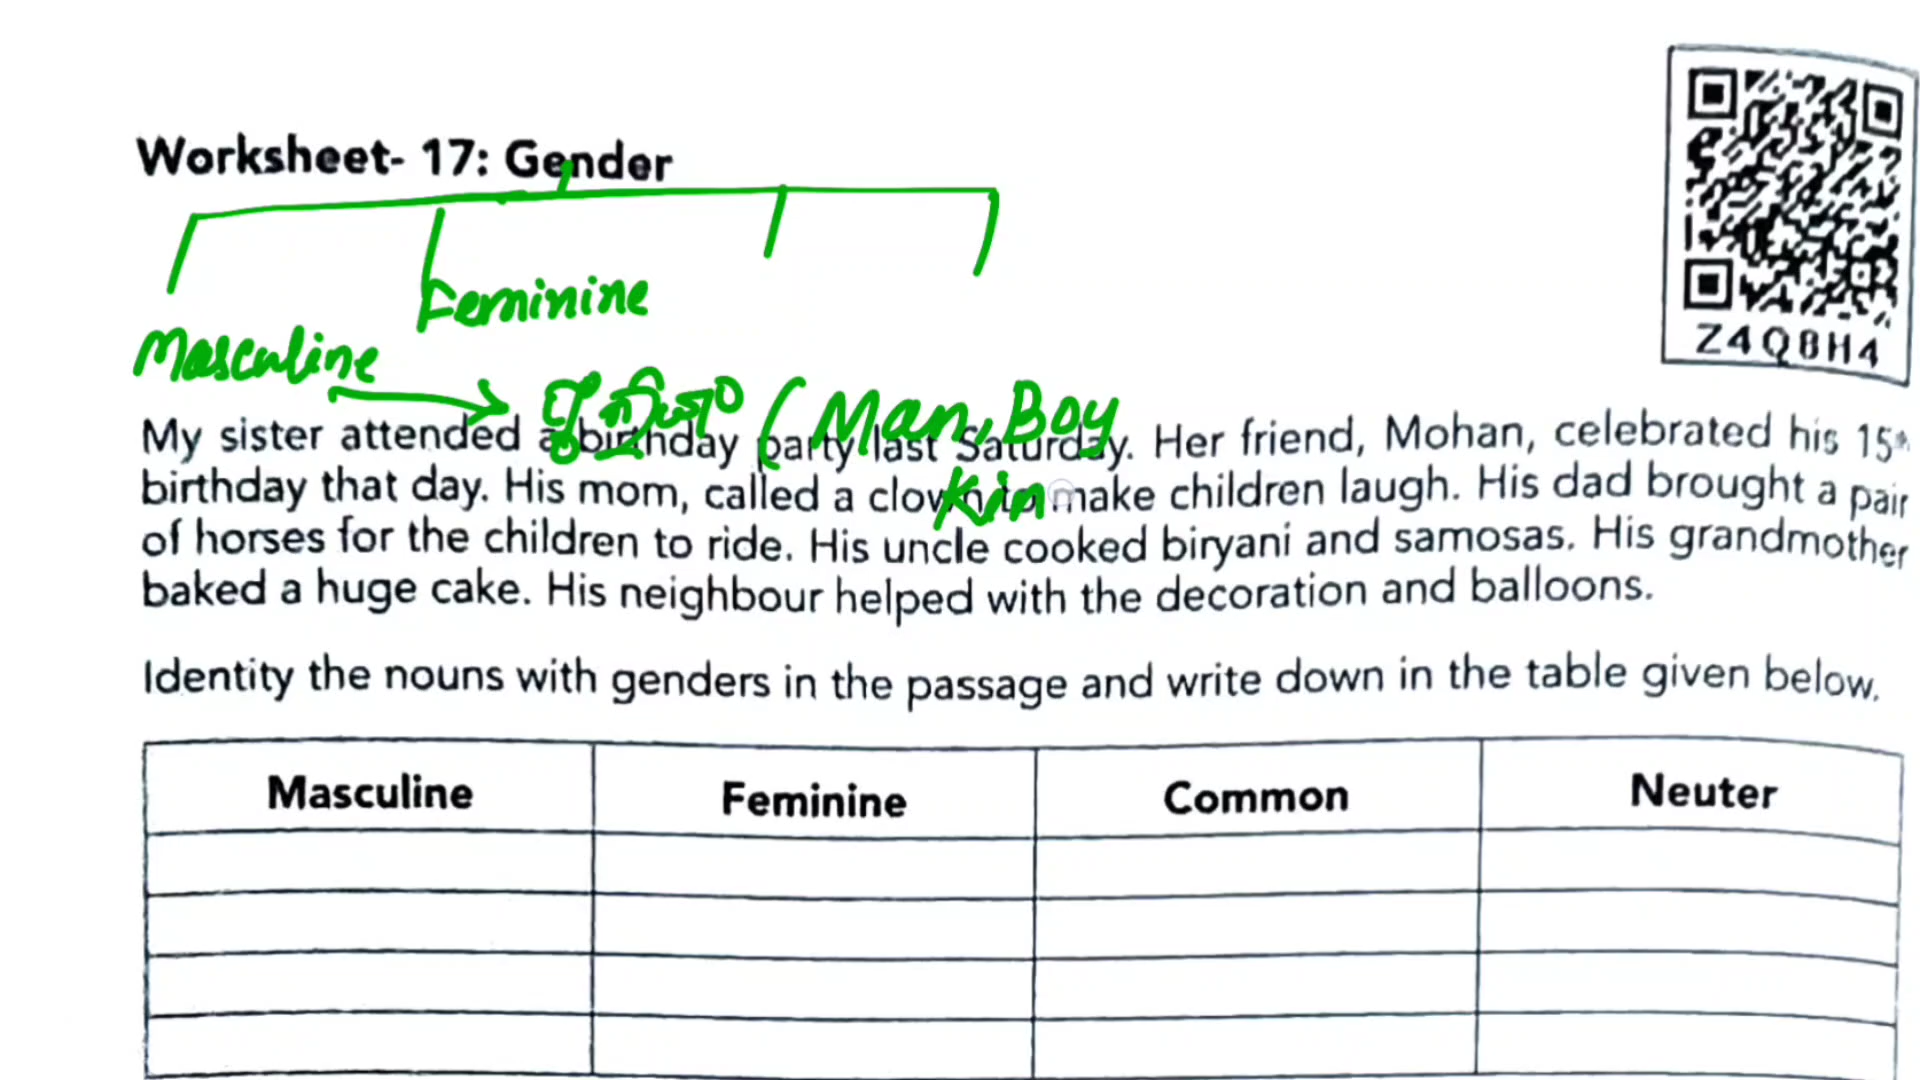 Worksheet- 17: Gender
Z4Q8H4
Feminine
Masculine
(Man, Boy
Kin
My sister attended a birthday party last Saturday. Her friend, Mohan, celebrated his 15th
birthday that day. His mom, called a clown to make children laugh. His dad brought a pair
of horses for the children to ride. His uncle cooked biryani and samosas. His grandmother
baked a huge cake. His neighbour helped with the decoration and balloons.
Identity the nouns with genders in the passage and write down in the table given below.
Masculine Feminine Common Neuter